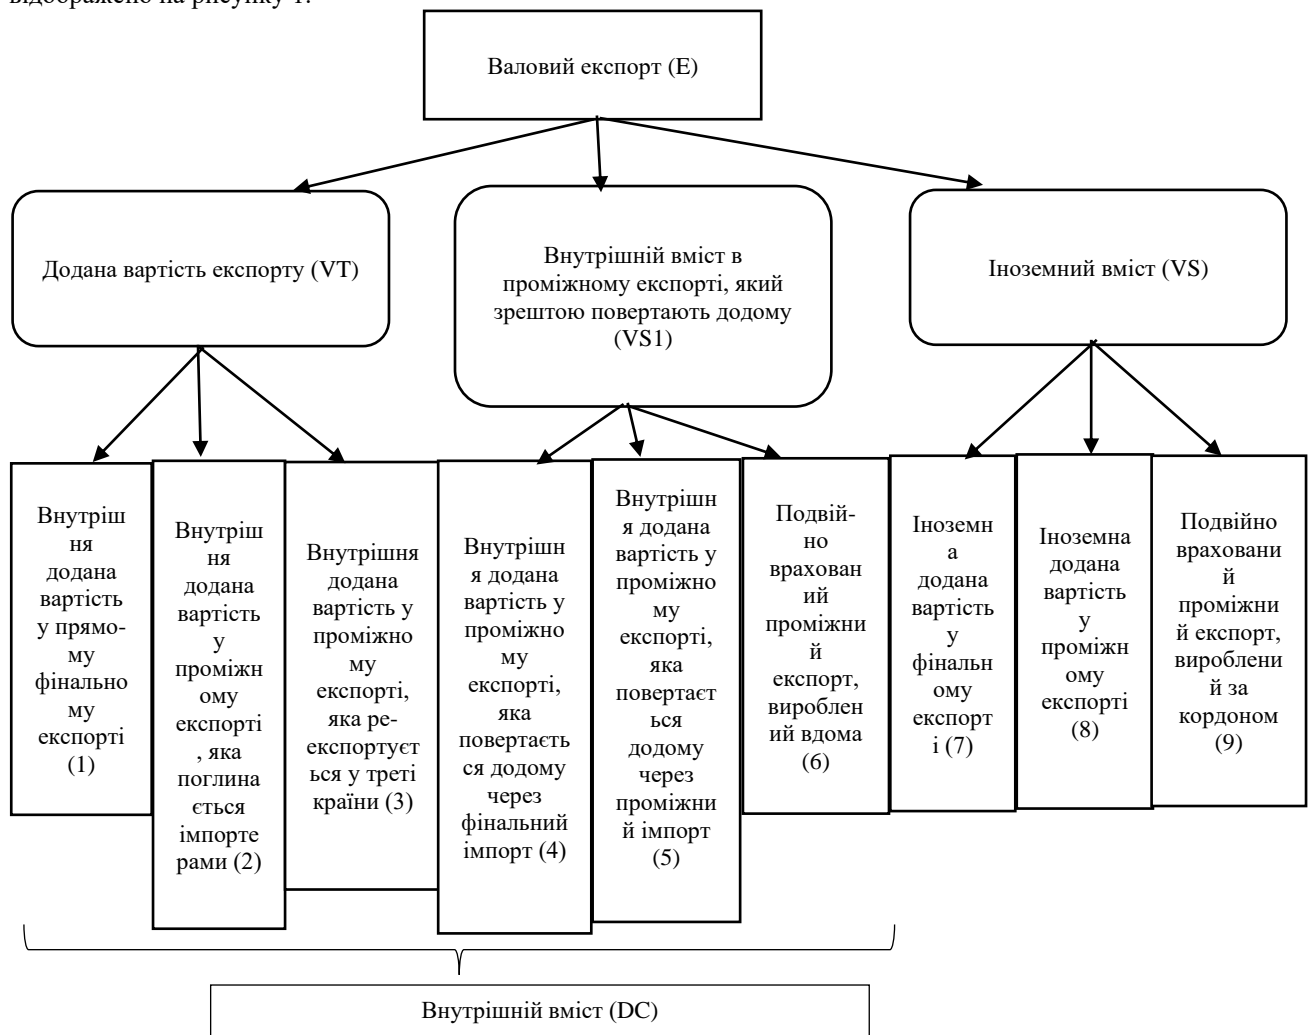 відображено на рисунку 1.
Валовий експорт (E)
Додана вартість експорту (VT)
Внутрішній вміст в
проміжному експорті, який
зрештою повертають додому
(VS1)
Іноземний вміст (VS)
Внутріш
ня
додана
вартість
у прямо-
му
фінально
му
експорті
(1)
Внутріш
ня
додана
вартість
у
проміжн
ому
експорті
, яка
поглина
ється
імпорте
рами (2)
Внутрішня
додана
вартість у
проміжно
му
експорті,
яка ре-
експортуєт
ься у треті
країни (3)
Внутрішн
я додана
вартість у
проміжно
му
експорті,
яка
повертаєть
ся додому
через
фінальний
імпорт (4)
Внутрішн
я додана
вартість у
проміжно
му
експорті,
яка
повертаєт
ься
додому
через
проміжни
й імпорт
(5)
Подвій-
но
враховани
ий
проміжни
й
експорт,
вироблен
ий вдома
(6)
Іноземн
а
додана
вартість
у
фінальн
ому
експорт
і (7)
Іноземна
додана
вартість
у
проміжн
ому
експорті
(8)
Подвійно
враховани
й
проміжни
й експорт,
вироблени
й за
кордоном
(9)
Внутрішній вміст (DC)